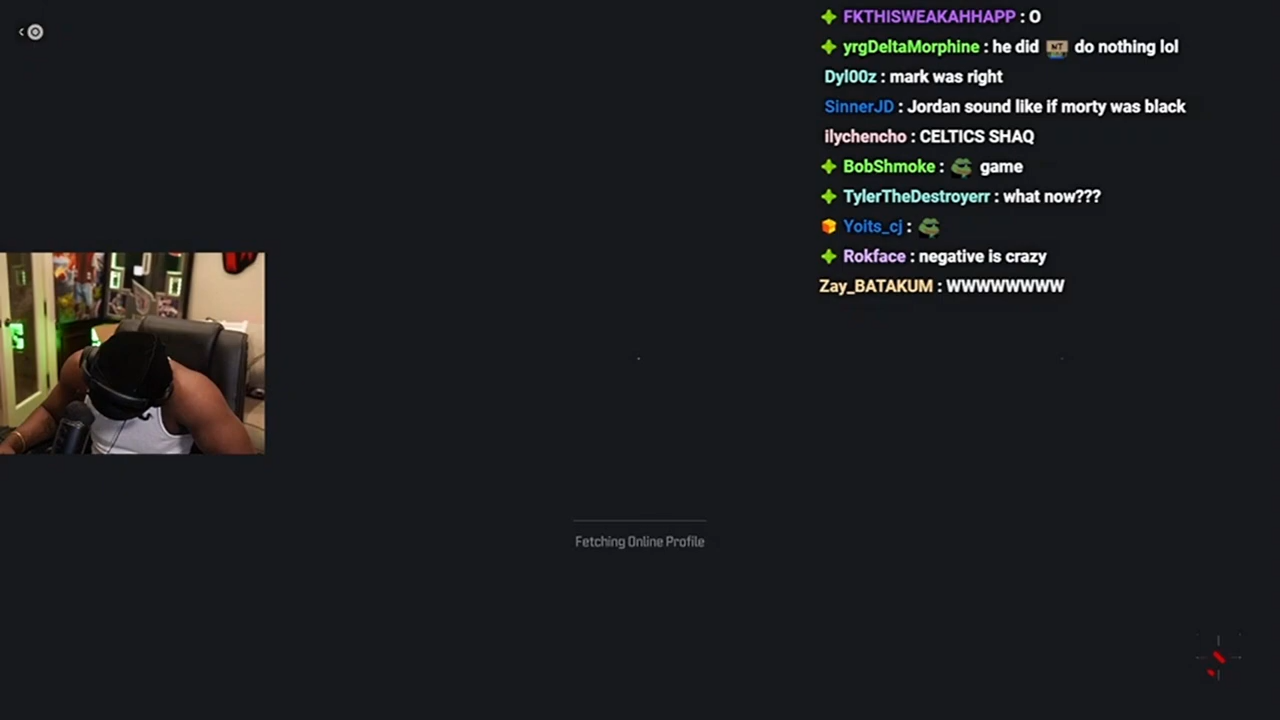 FKTHISWEAKAHHAPP : O
yrgDeltaMorphine : he did NT do nothing lol
Dyl00z : mark was right
SinnerJD : Jordan sound like if morty was black
ilychencho : CELTICS SHAQ
BobShmoke : game
TylerTheDestroyerr : what now???
Yoits_cj :
Rokface : negative is crazy
Zay_BATAKUM : WWWWWWWWW
Fetching Online Profile